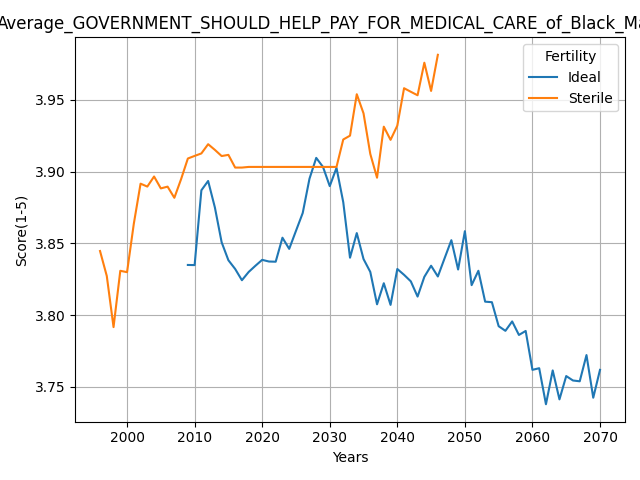 Average_GOVERNMENT_SHOULD_HELP_PAY_FOR_MEDICAL_CARE_of_Black_Ma
Fertility
Ideal
Sterile
Score(1-5)
3.95
3.90
3.85
3.80
3.75
2000 2010 2020 2030 2040 2050 2060 2070
Years